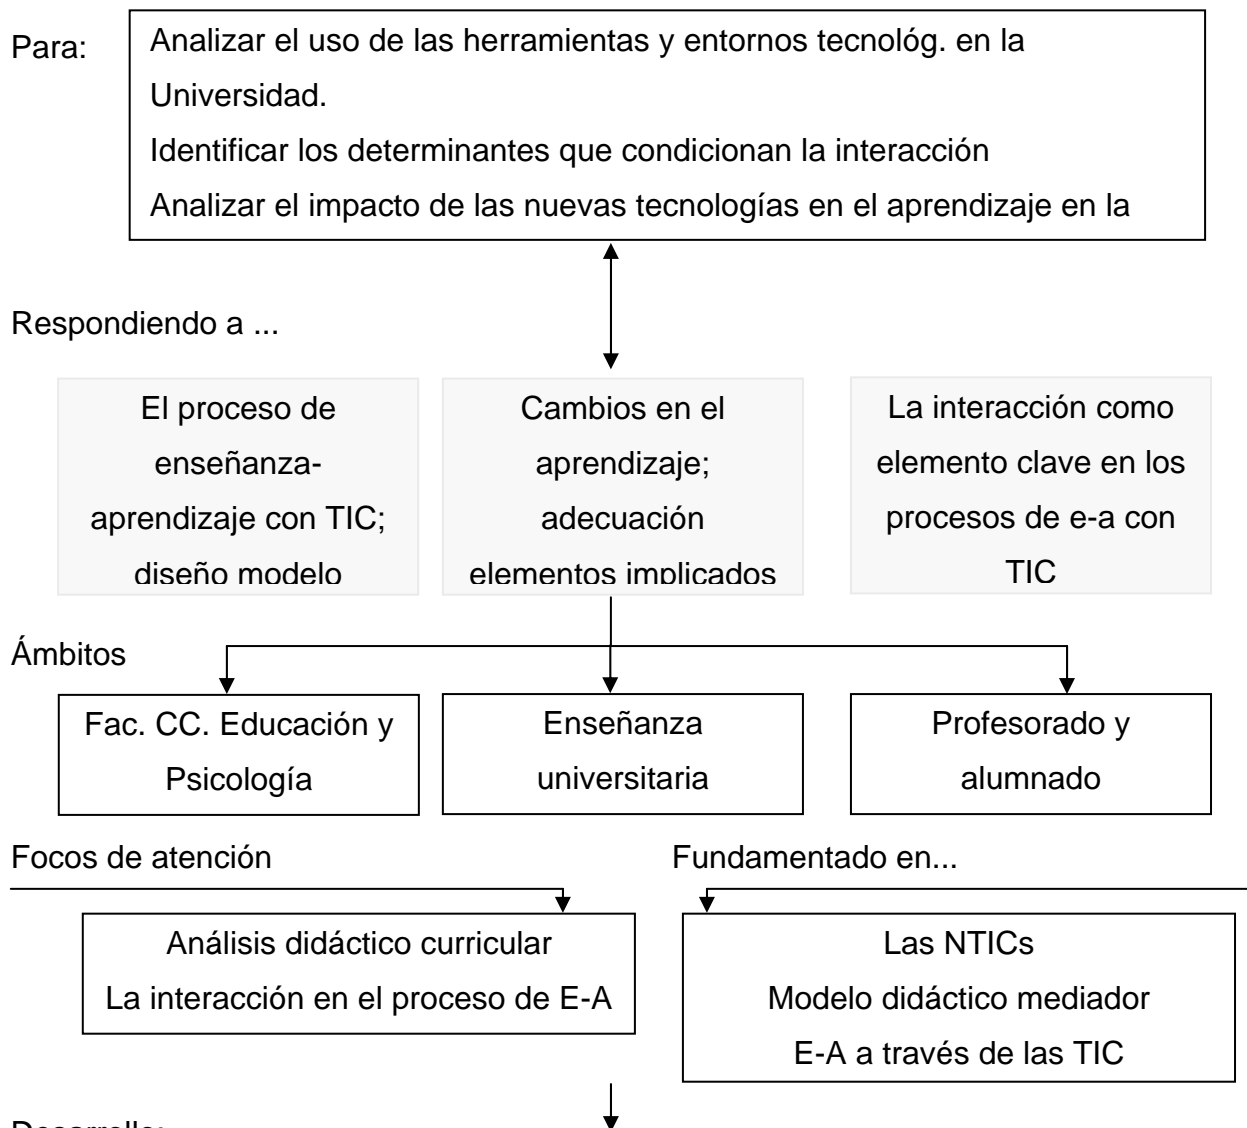 Para:
Analizar el uso de las herramientas y entornos tecnológ. en la
Universidad.
Identificar los determinantes que condicionan la interacción
Analizar el impacto de las nuevas tecnologías en el aprendizaje en la
Respondiendo a ...
El proceso de
enseñanza-
aprendizaje con TIC;
diseño modelo
Cambios en el
aprendizaje;
adecuación
elementos implicados
La interacción como
elemento clave en los
procesos de e-a con
TIC
Ámbitos
Fac. CC. Educación y
Psicología
Enseñanza
universitaria
Profesorado y
alumnado
Focos de atención
Fundamentado en...
Análisis didáctico curricular
La interacción en el proceso de E-A
Las NTICs
Modelo didáctico mediador
E-A a través de las TIC